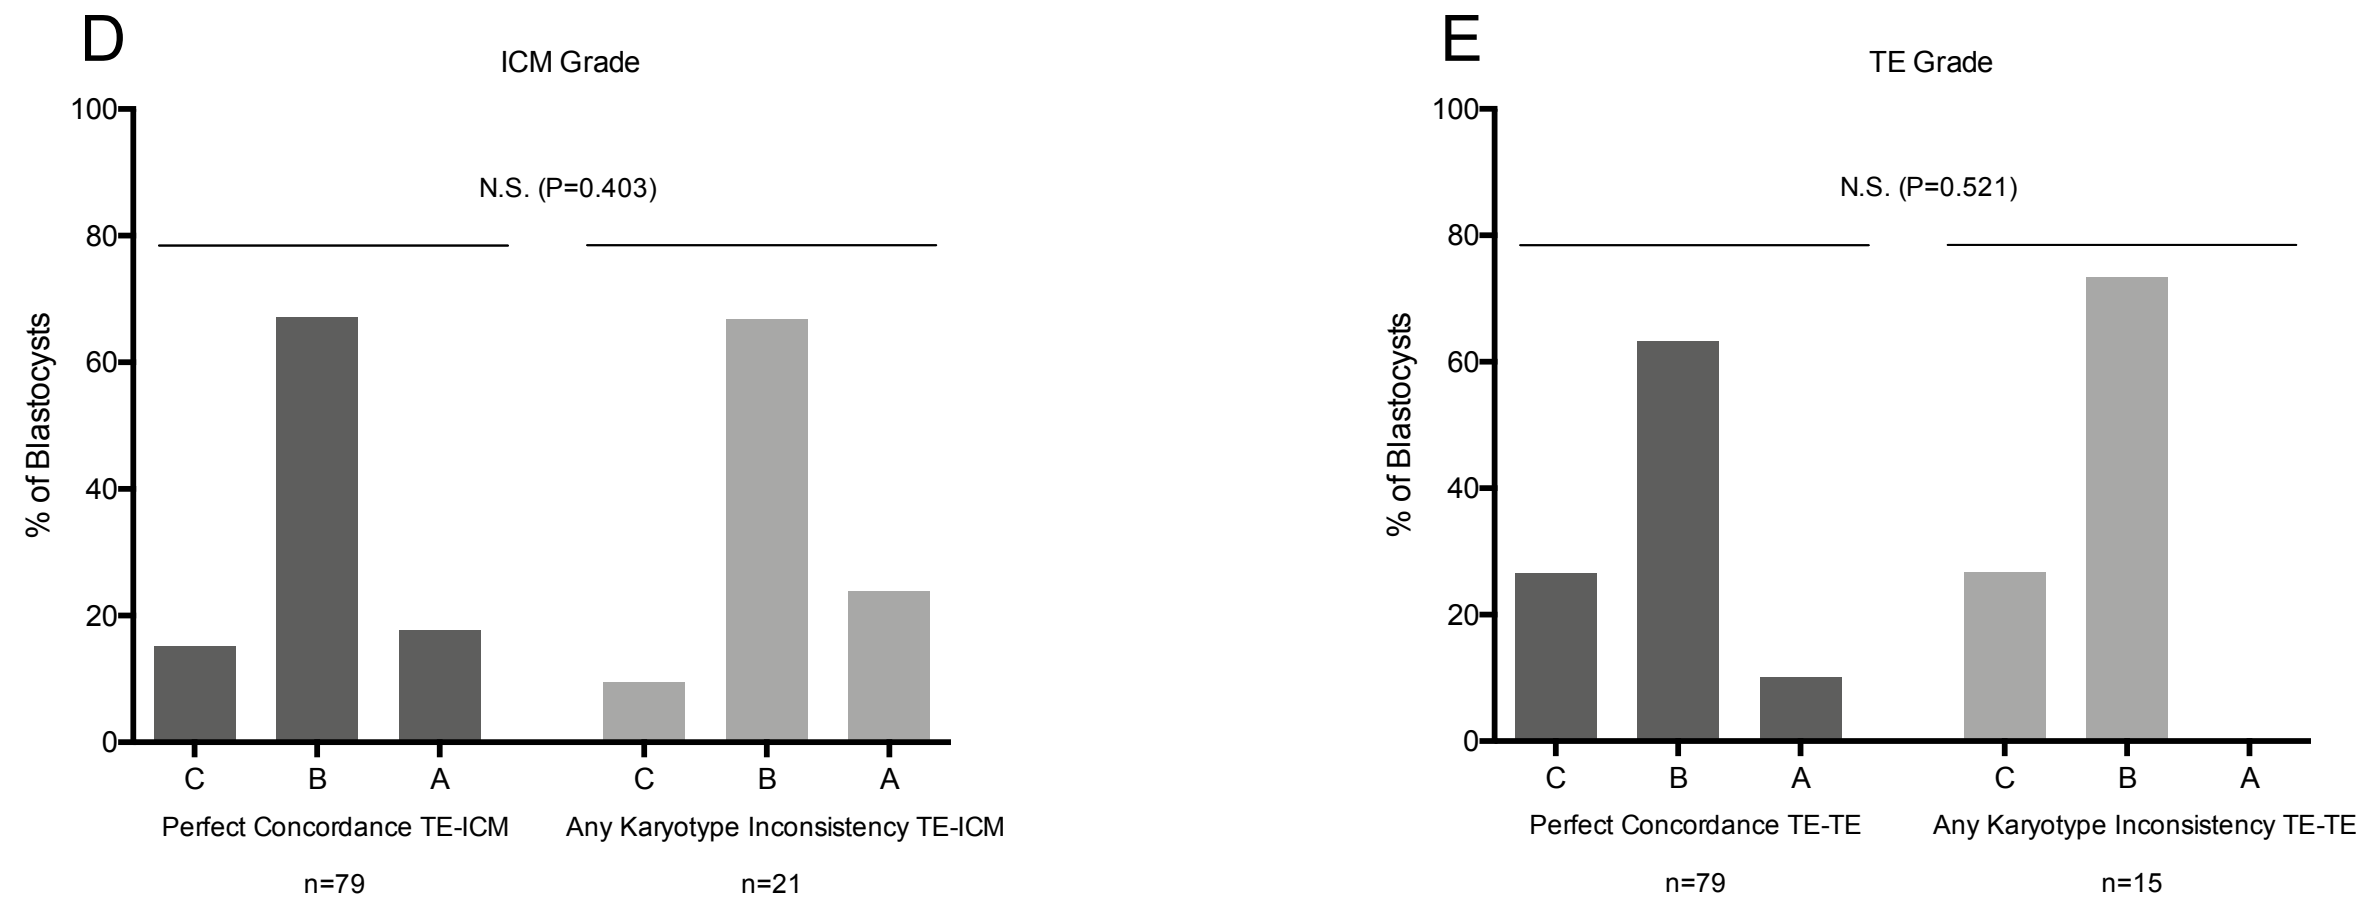 D
ICM Grade
100
80
60
40
20
0
% of Blastocysts
N.S. (P=0.403)
C B A C B A
Perfect Concordance TE-ICM Any Karyotype Inconsistency TE-ICM
n=79 n=21
E
TE Grade
100
80
60
40
20
0
% of Blastocysts
N.S. (P=0.521)
C B A C B A
Perfect Concordance TE-TE Any Karyotype Inconsistency TE-TE
n=79 n=15